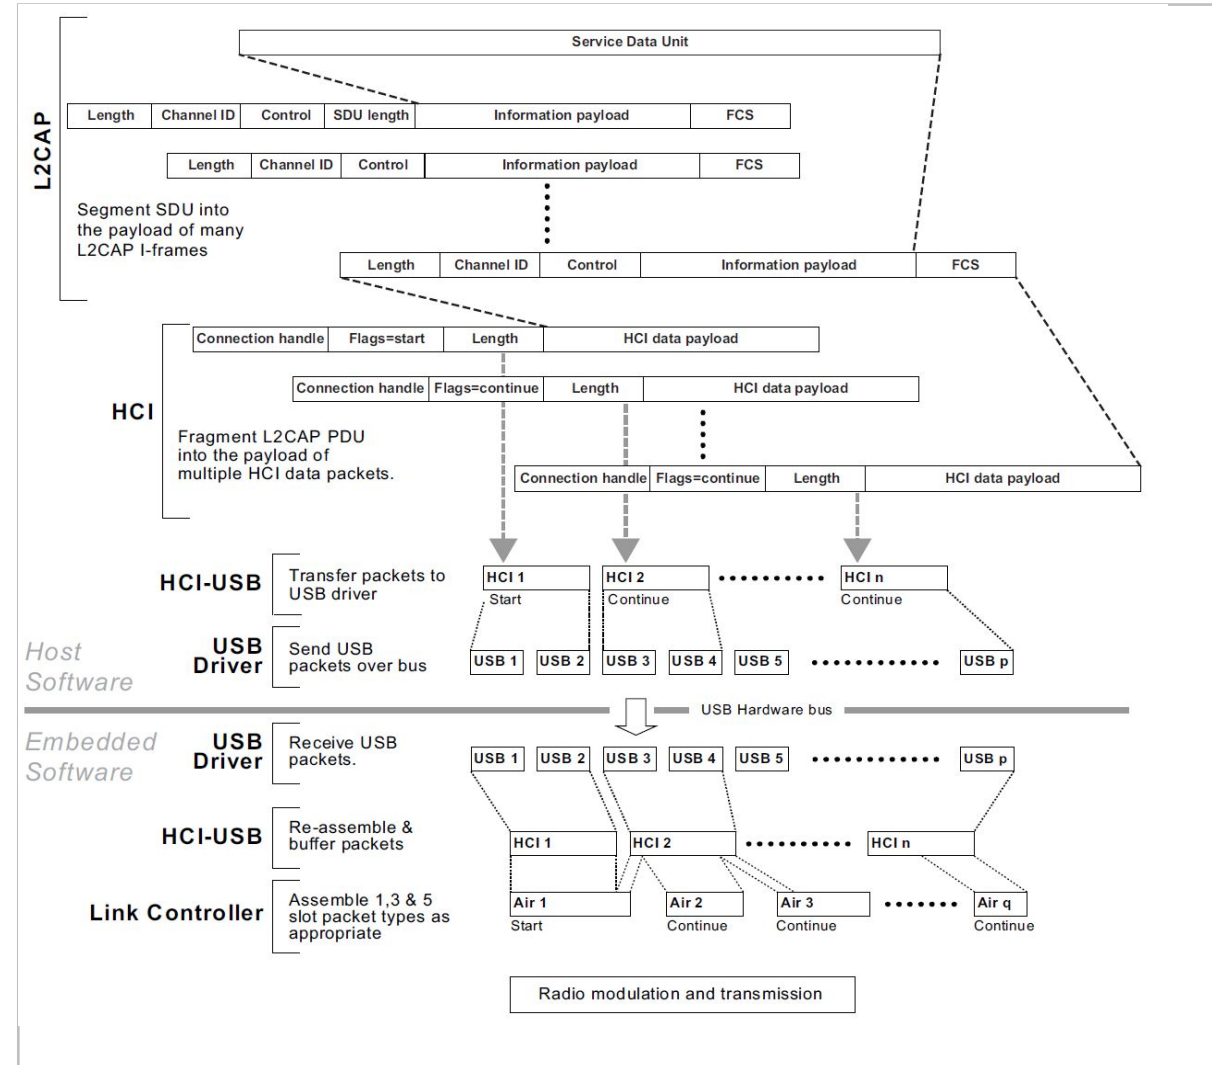 Service Data Unit
Length Channel ID Control SDU length Information payload FCS
Length Channel ID Control Information payload FCS
L2CAP
Segment SDU into
the payload of many
L2CAP I-frames
Length Channel ID Control Information payload FCS
Connection handle Flags=start Length HCI data payload
Connection handle Flags=continue Length HCI data payload
HCI
Fragment L2CAP PDU
into the payload of
multiple HCI data packets.
Connection handle Flags=continue Length HCI data payload
HCI-USB
Transfer packets to
USB driver
HCI 1 HCI 2 HCI n
Start Continue Continue
Host
Software
USB
Driver
Send USB
packets over bus
USB 1 USB 2 USB 3 USB 4 USB 5 USB p
USB Hardware bus
Embedded
Software
USB
Driver
Receive USB
packets.
USB 1 USB 2 USB 3 USB 4 USB 5 USB p
HCI-USB
Re-assemble &
buffer packets
HCI 1 HCI 2 HCI n
Link Controller
Assemble 1,3 & 5
slot packet types as
appropriate
Air 1 Air 2 Air 3 Air q
Start Continue Continue Continue
Radio modulation and transmission